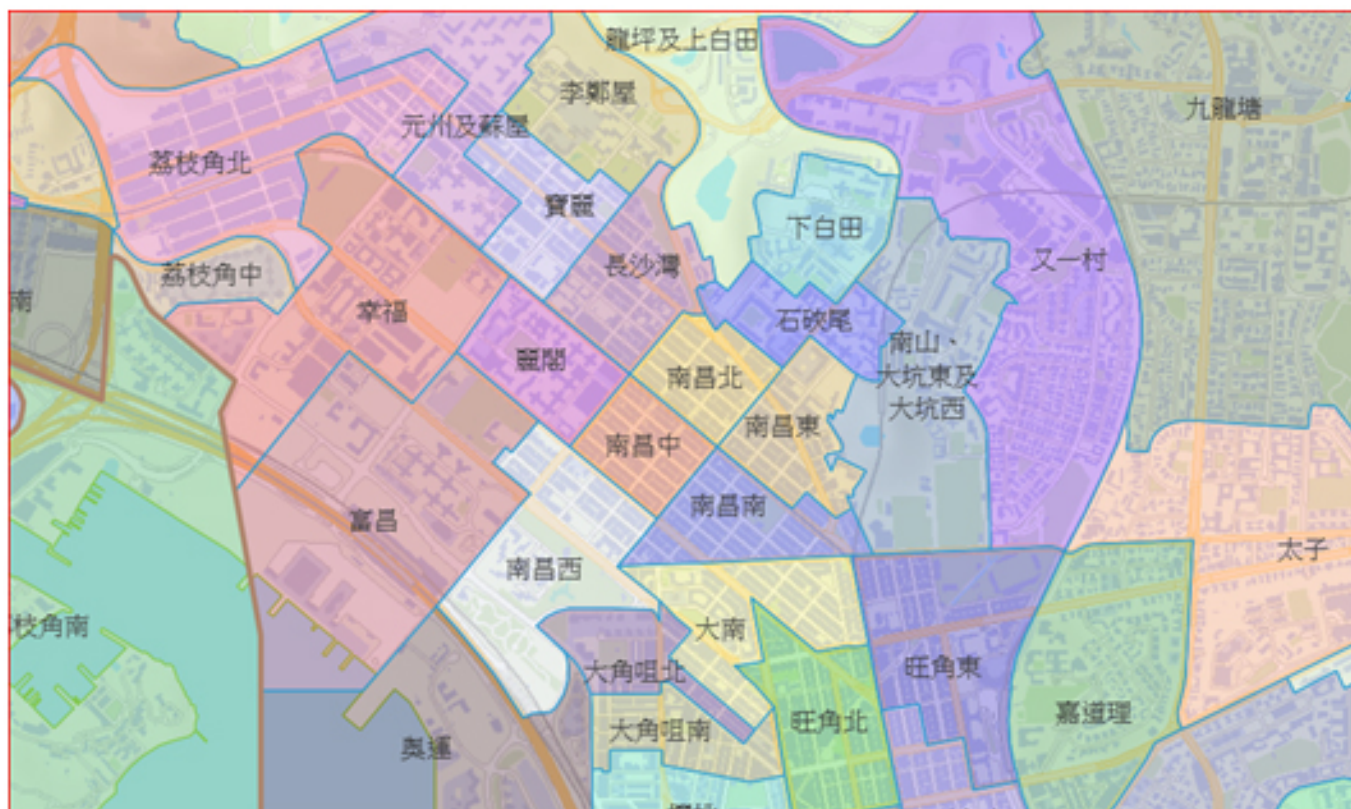 龍坪及上白田
李鄭屋
九龍塘
元州及蘇屋
荔枝角北
寶麗
下白田
長沙灣
又一村
荔枝角中
南
幸福
石硤尾
麗閣
南昌北
南山、
大坑東及
大坑西
南昌中
南昌東
南昌南
富昌
南昌西
太子
枝角南
大南
大角咀北
旺角東
大角咀南
旺角北
嘉道理
奧運